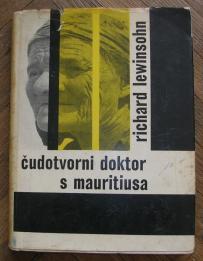 richard lewinsohn
čudotvorni doktor
s mauritiusa